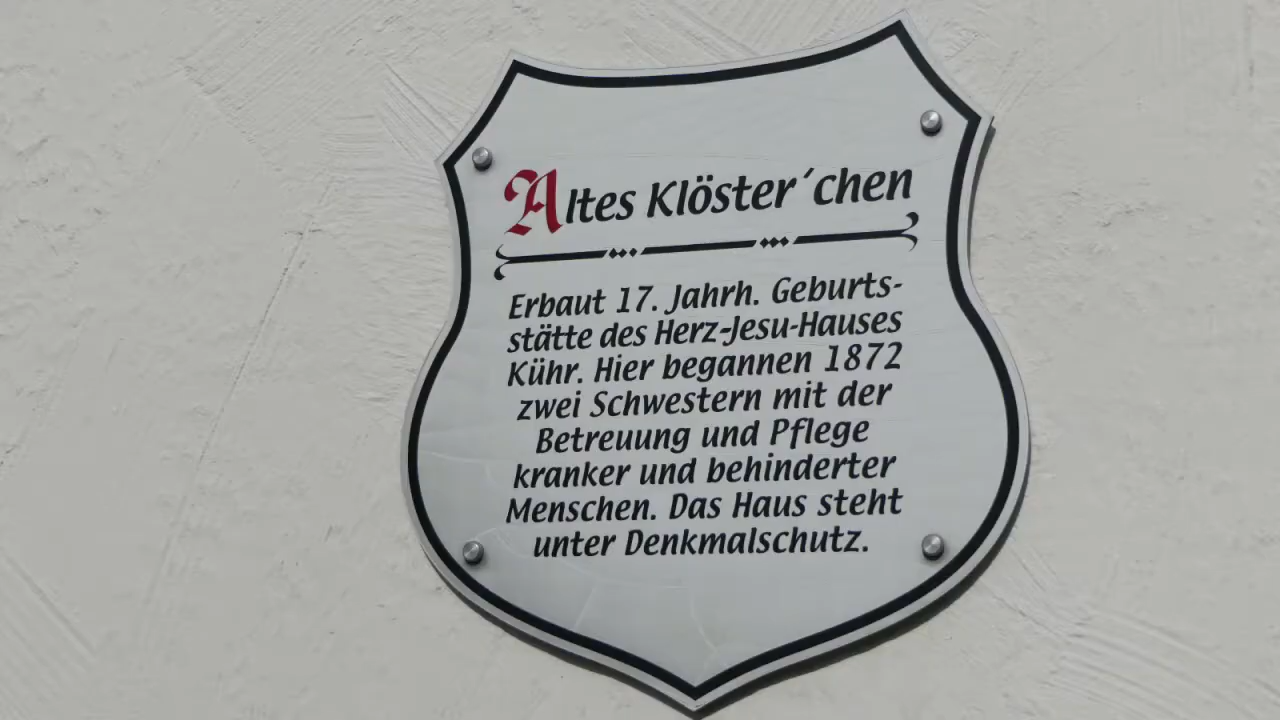 Altes Klöster´chen
Erbaut 17. Jahrh. Geburts-
stätte des Herz-Jesu-Hauses
Kühr. Hier begannen 1872
zwei Schwestern mit der
Betreuung und Pflege
kranker und behinderter
Menschen. Das Haus steht
unter Denkmalschutz.